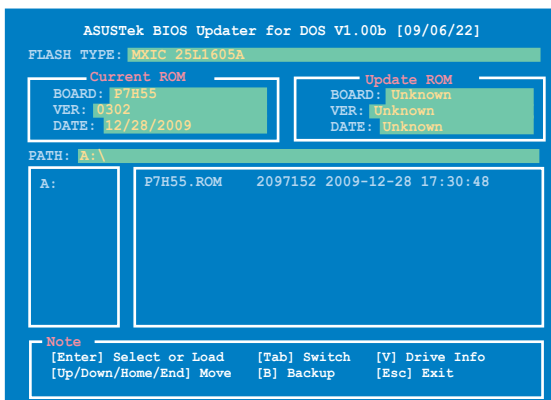 ASUSTek BIOS Updater for DOS V1.00b [09/06/22]
FLASH TYPE: MXIC 25L1605A
Current ROM
BOARD: P7H55
VER: 0302
DATE: 12/28/2009
Update ROM
BOARD: Unknown
VER: Unknown
DATE: Unknown
PATH: A:\
A:
P7H55.ROM 2097152 2009-12-28 17:30:48
Note
[Enter] Select or Load [Tab] Switch [V] Drive Info
[Up/Down/Home/End] Move [B] Backup [Esc] Exit